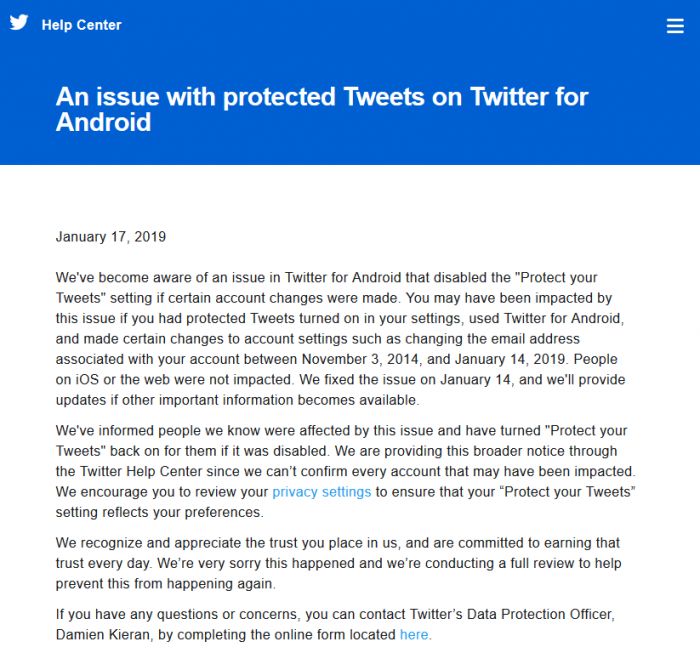 Help Center
An issue with protected Tweets on Twitter for
Android
January 17, 2019
We've become aware of an issue in Twitter for Android that disabled the "Protect your
Tweets" setting if certain account changes were made. You may have been impacted by
this issue if you had protected Tweets turned on in your settings, used Twitter for Android,
and made certain changes to account settings such as changing the email address
associated with your account between November 3, 2014, and January 14, 2019. People
on iOS or the web were not impacted. We fixed the issue on January 14, and we'll provide
updates if other important information becomes available.
We've informed people we know were affected by this issue and have turned "Protect your
Tweets" back on for them if it was disabled. We are providing this broader notice through
the Twitter Help Center since we can’t confirm every account that may have been impacted.
We encourage you to review your privacy settings to ensure that your “Protect your Tweets”
setting reflects your preferences.
We recognize and appreciate the trust you place in us, and are committed to earning that
trust every day. We’re very sorry this happened and we’re conducting a full review to help
prevent this from happening again.
If you have any questions or concerns, you can contact Twitter’s Data Protection Officer,
Damien Kieran, by completing the online form located here.